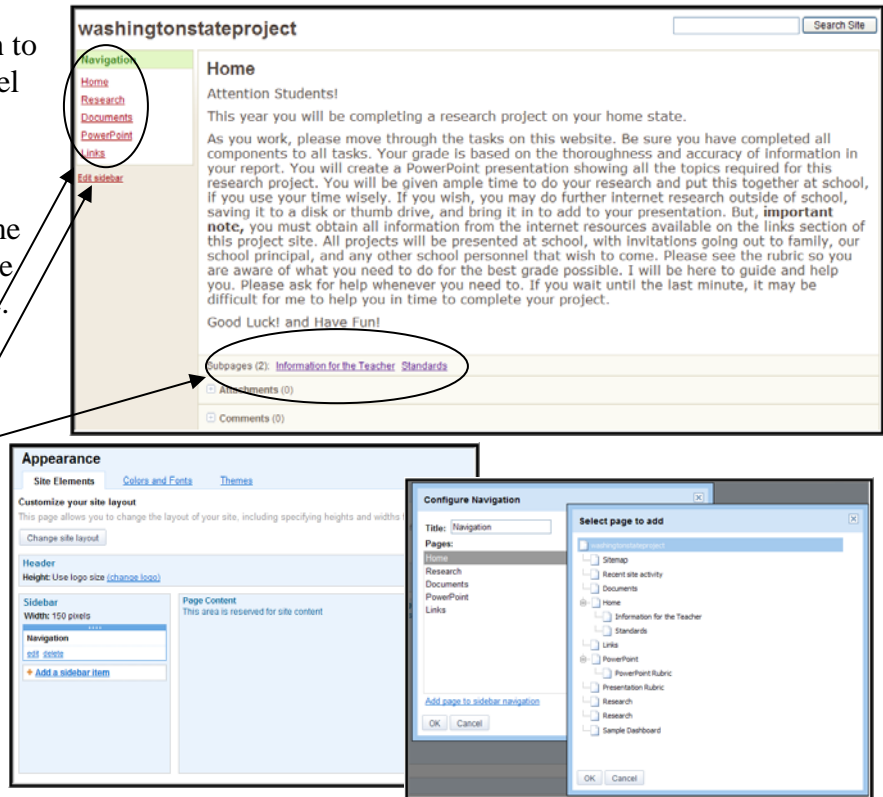 to
el
ne
e
.
washingtonstateproject
Search Site
Navigation
Home
Research
Documents
PowerPoint
Links
Edit sidebar
Home
Attention Students!
This year you will be completing a research project on your home state.
As you work, please move through the tasks on this website. Be sure you have completed all
components to all tasks. Your grade is based on the thoroughness and accuracy of information in
your report. You will create a PowerPoint presentation showing all the topics required for this
research project. You will be given ample time to do your research and put this together at school,
if you use your time wisely. If you wish, you may do further internet research outside of school,
saving it to a disk or thumb drive, and bring it in to add to your presentation. But, important
note, you must obtain all information from the internet resources available on the links section of
this project site. All projects will be presented at school, with invitations going out to family, our
school principal, and any other school personnel that wish to come. Please see the rubric so you
are aware of what you need to do for the best grade possible. I will be here to guide and help
you. Please ask for help whenever you need to. If you wait until the last minute, it may be
difficult for me to help you in time to complete your project.
Good Luck! and Have Fun!
Subpages (2): Information for the Teacher Standards
Attachments (0)
Comments (0)
Appearance
Site Elements Colors and Fonts Themes
Customize your site layout
This page allows you to change the layout of your site, including specifying heights and widths
Change site layout
Header
Height: Use logo size (change logo)
Sidebar
Width: 150 pixels
Navigation
edit delete
Add a sidebar item
Page Content
This area is reserved for site content
Configure Navigation
Title: Navigation
Pages:
Home
Research
Documents
PowerPoint
Links
Add page to sidebar navigation
OK Cancel
Select page to add
washingtonstateproject
Sitemap
Recent site activity
Documents
Home
Information for the Teacher
Standards
Links
PowerPoint
PowerPoint Rubric
Presentation Rubric
Research
Research
Sample Dashboard
OK Cancel